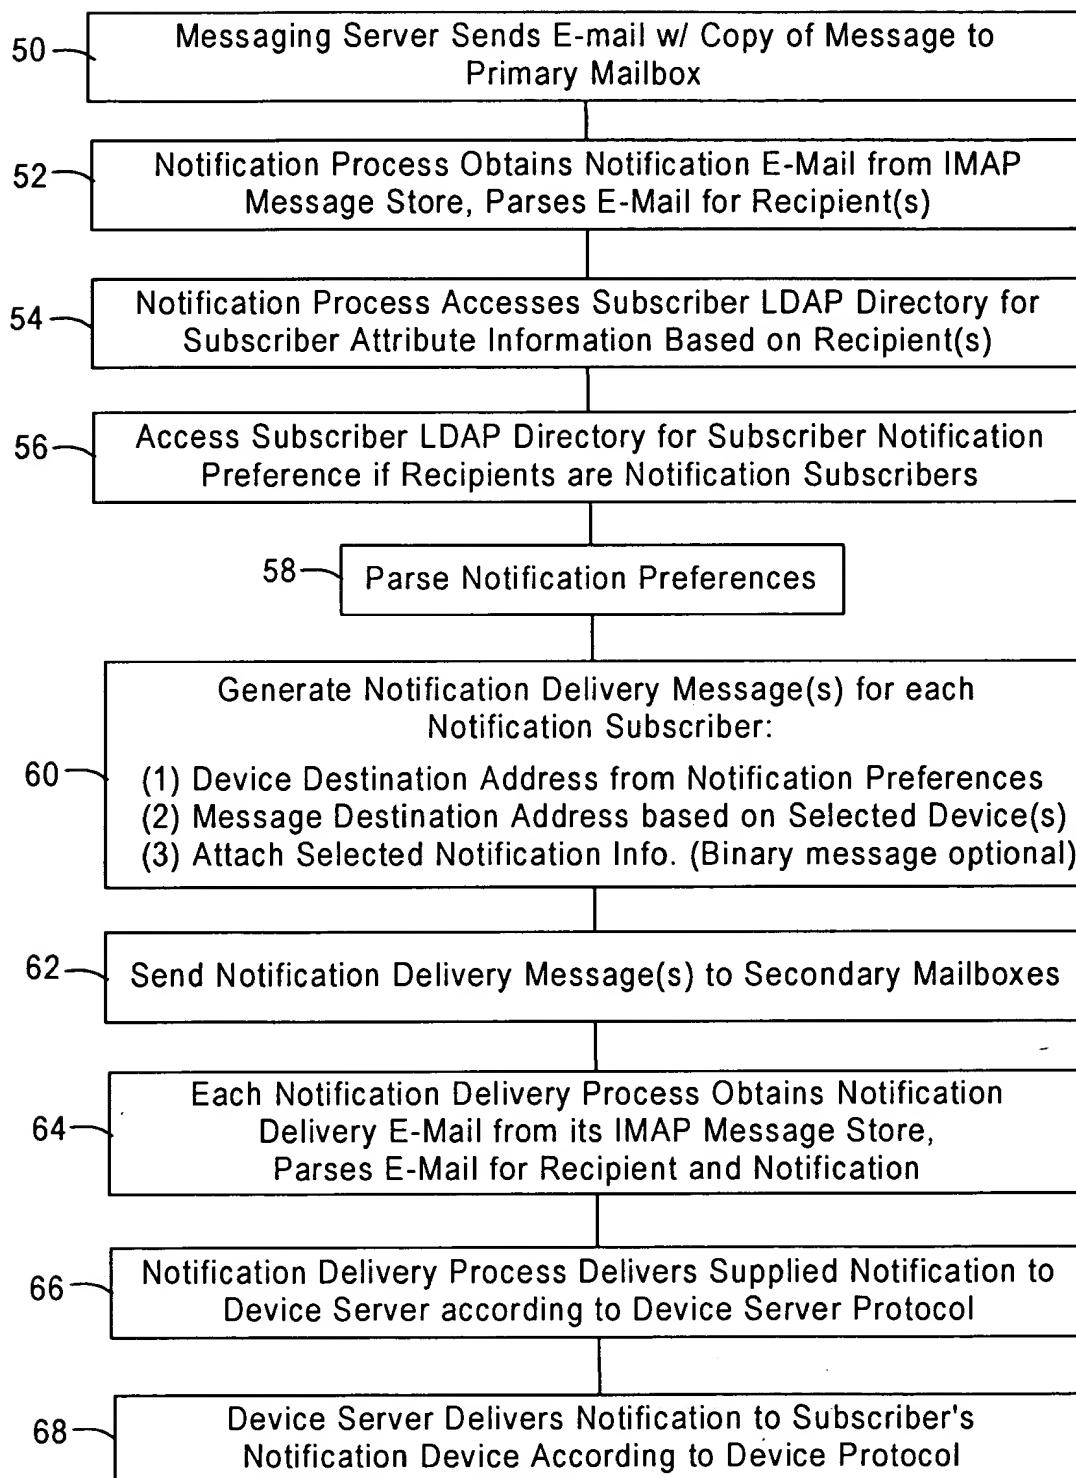 50
Messaging Server Sends E-mail w/ Copy of Message to
Primary Mailbox
52
Notification Process Obtains Notification E-Mail from IMAP
Message Store, Parses E-Mail for Recipient(s)
54
Notification Process Accesses Subscriber LDAP Directory for
Subscriber Attribute Information Based on Recipient(s)
56
Access Subscriber LDAP Directory for Subscriber Notification
Preference if Recipients are Notification Subscribers
58
Parse Notification Preferences
60
Generate Notification Delivery Message(s) for each
Notification Subscriber:
(1) Device Destination Address from Notification Preferences
(2) Message Destination Address based on Selected Device(s)
(3) Attach Selected Notification Info. (Binary message optional)
62
Send Notification Delivery Message(s) to Secondary Mailboxes
64
Each Notification Delivery Process Obtains Notification
Delivery E-Mail from its IMAP Message Store,
Parses E-Mail for Recipient and Notification
66
Notification Delivery Process Delivers Supplied Notification to
Device Server according to Device Server Protocol
68
Device Server Delivers Notification to Subscriber's
Notification Device According to Device Protocol